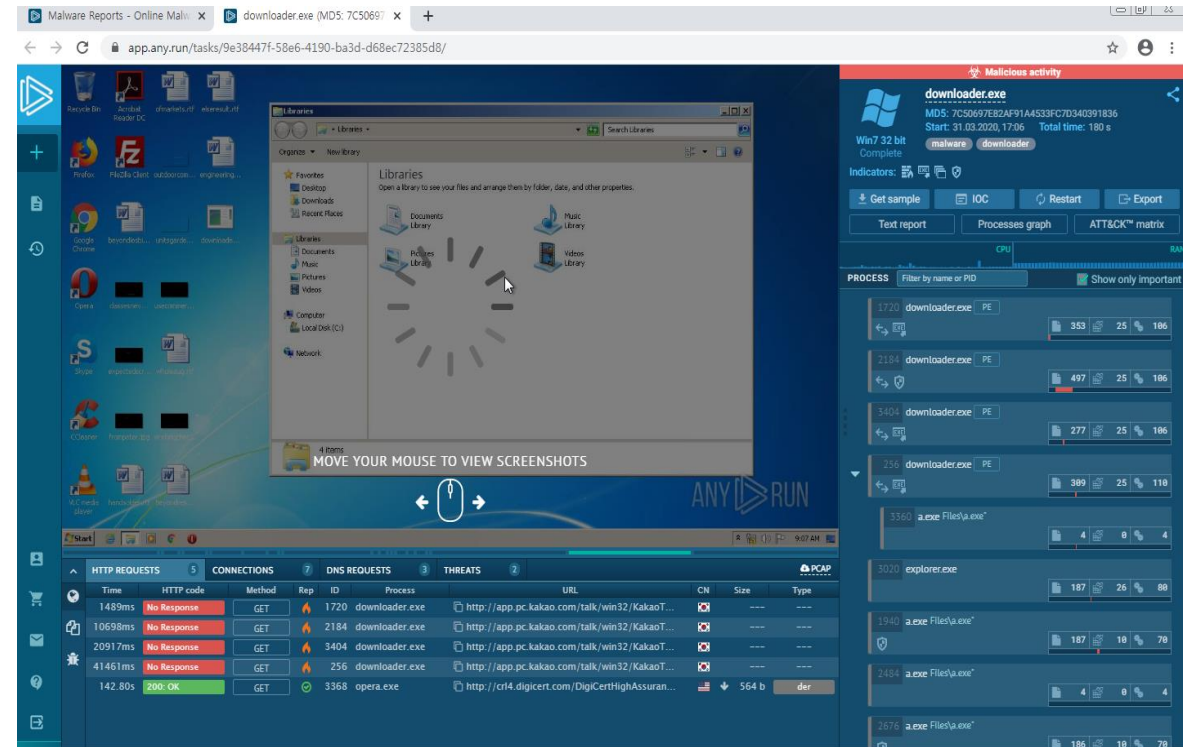 Malware Reports - Online Malw
downloader.exe (MD5: 7C50697
app.any.run/tasks/9e38447f-58e6-4190-ba3d-d68ec72385d8/
Recycle Bin
Acrobat Reader DC
Firefox
FileZilla Client
Google Chrome
Opera
Skype
CCleaner
VLC media player
Libraries
Libraries
Search Libraries
Organize
New library
Favorites
Desktop
Downloads
Recent Places
Libraries
Documents
Music
Pictures
Videos
Computer
Local Disk (C:)
Network
Libraries
Open a library to see your files and arrange them by folder, date, and other properties.
Documents
Library
Music
Library
Pictures
Library
Videos
Library
4 items
MOVE YOUR MOUSE TO VIEW SCREENSHOTS
ANY RUN
Start
9:07 AM
Malicious activity
downloader.exe
MD5: 7C50697EB2AF91A4533FC7D340391836
Start: 31.03.2020, 17:06 Total time: 180 s
Win7 32 bit
Complete
malware downloader
Indicators:
Get sample IOC Restart Export
Text report Processes graph ATT&CK™ matrix
CPU RAM
PROCESS Filter by name or PID Show only important
1720 downloader.exe PE
353 25 106
2184 downloader.exe PE
497 25 106
3404 downloader.exe PE
277 25 106
256 downloader.exe PE
309 25 110
3360 a.exe Files\a.exe"
4 0 4
3020 explorer.exe
187 26 80
1940 a.exe Files\a.exe"
187 10 70
2484 a.exe Files\a.exe"
4 0 4
2676 a.exe Files\a.exe"
186 10 70
HTTP REQUESTS 5 CONNECTIONS 7 DNS REQUESTS 3 THREATS 2 PCAP
Time HTTP code Method Rep ID Process URL CN Size Type
1489ms No Response GET 1720 downloader.exe http://app.pc.kakao.com/talk/win32/KakaoT... ---  ---
10698ms No Response GET 2184 downloader.exe http://app.pc.kakao.com/talk/win32/KakaoT... --- ---
20917ms No Response GET 3404 downloader.exe http://app.pc.kakao.com/talk/win32/KakaoT... --- ---
41461ms No Response GET 256 downloader.exe http://app.pc.kakao.com/talk/win32/KakaoT... --- ---
142.80s 200: OK GET 3368 opera.exe http://crl4.digicert.com/DigiCertHighAssuran... 564 b der